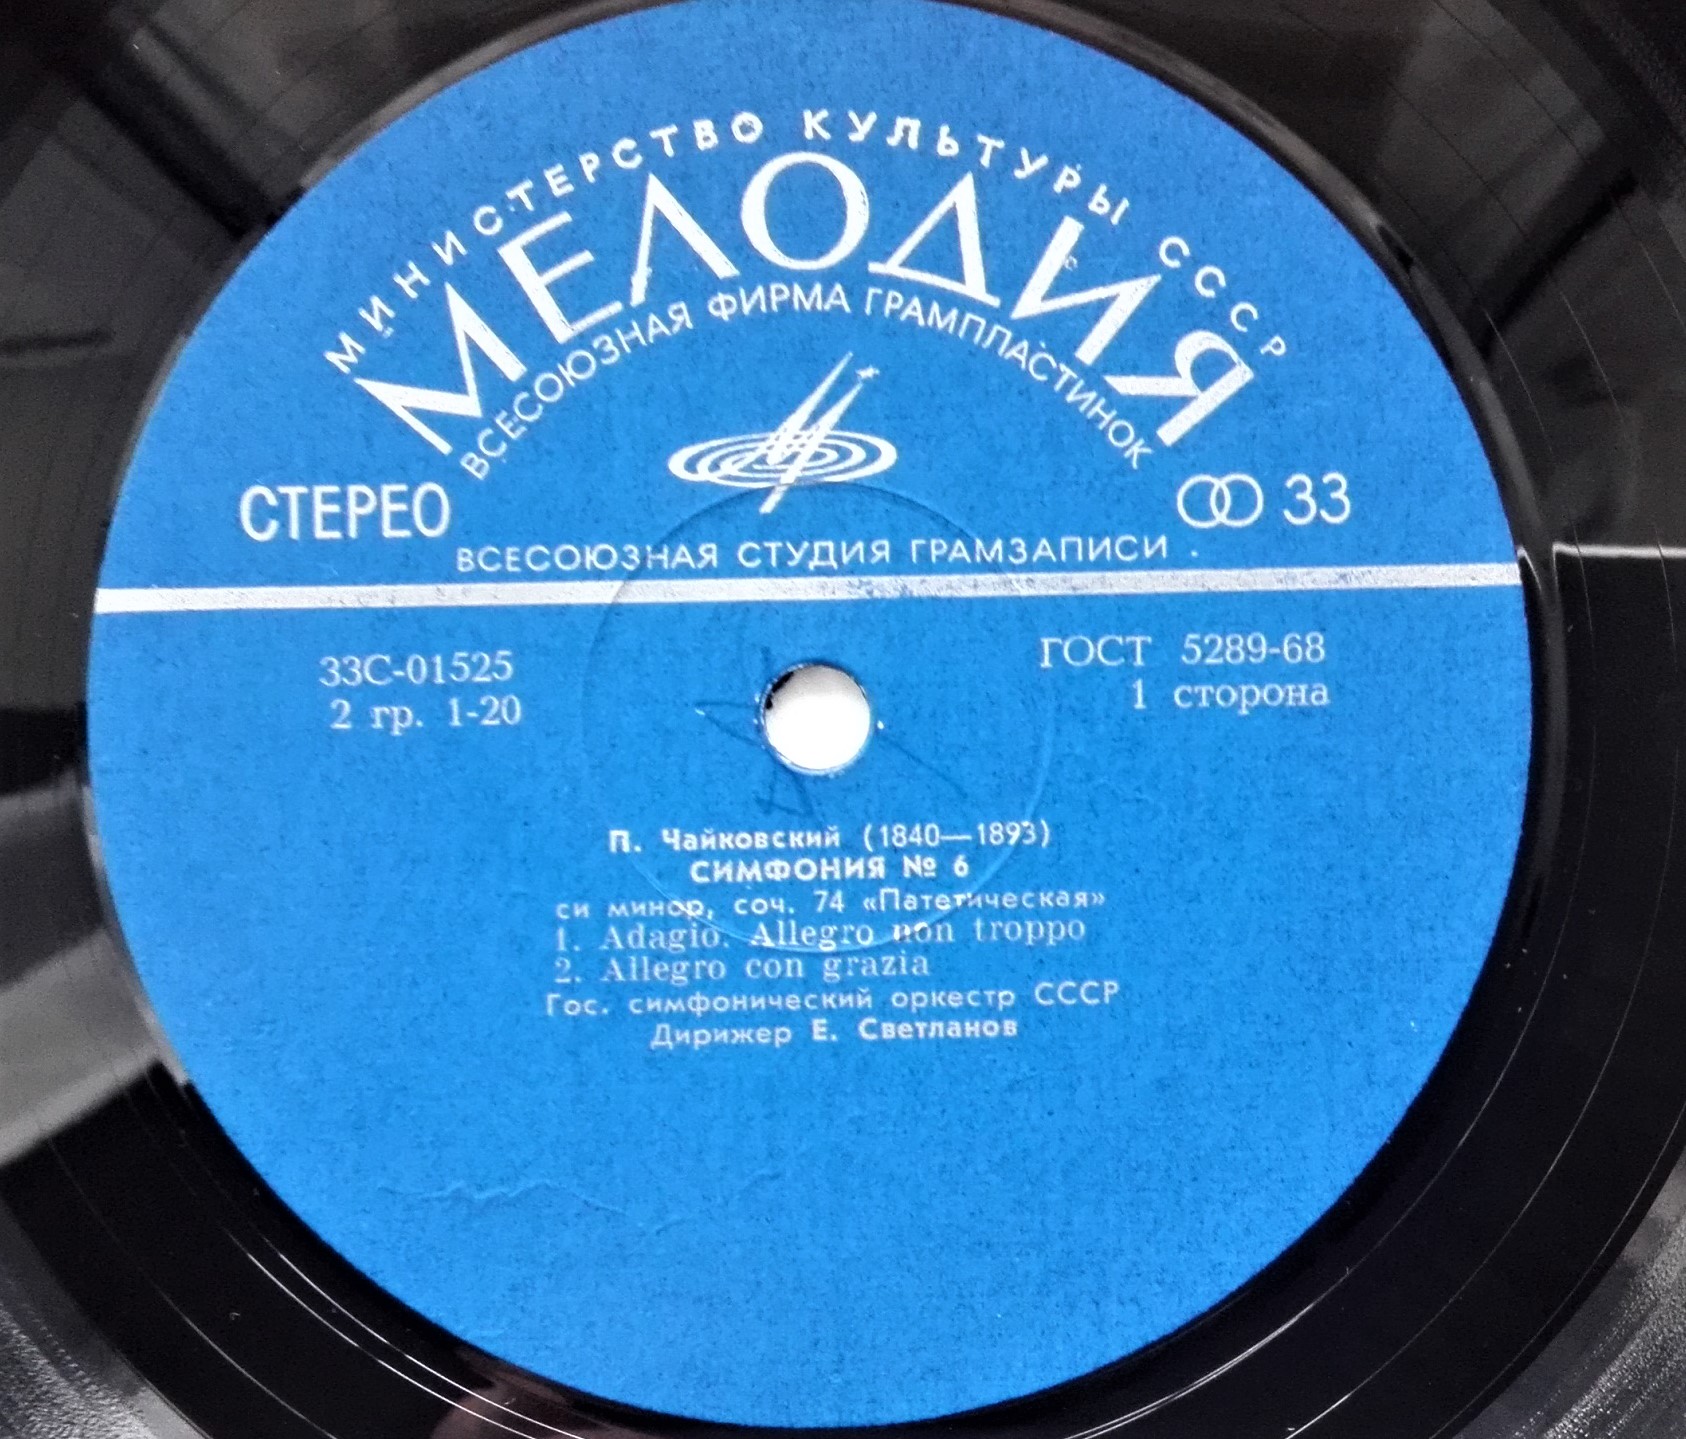 МИНИСТЕРСТВО КУЛЬТУРЫ СССР
МЕЛОДИЯ
ВСЕСОЮЗНАЯ ФИРМА ГРАМПЛАСТИНОК
СТЕРЕО
33
ВСЕСОЮЗНАЯ СТУДИЯ ГРАМЗАПИСИ
33С-01525
ГОСТ 5289-68
2 гр. 1-20
1 сторона
П. Чайковский (1840—1893)
СИМФОНИЯ № 6
си минор, соч. 74 «Патетическая»
1. Adagio. Allegro non troppo
2. Allegro con grazia
Гос. симфонический оркестр СССР
Дирижер Е. Светланов